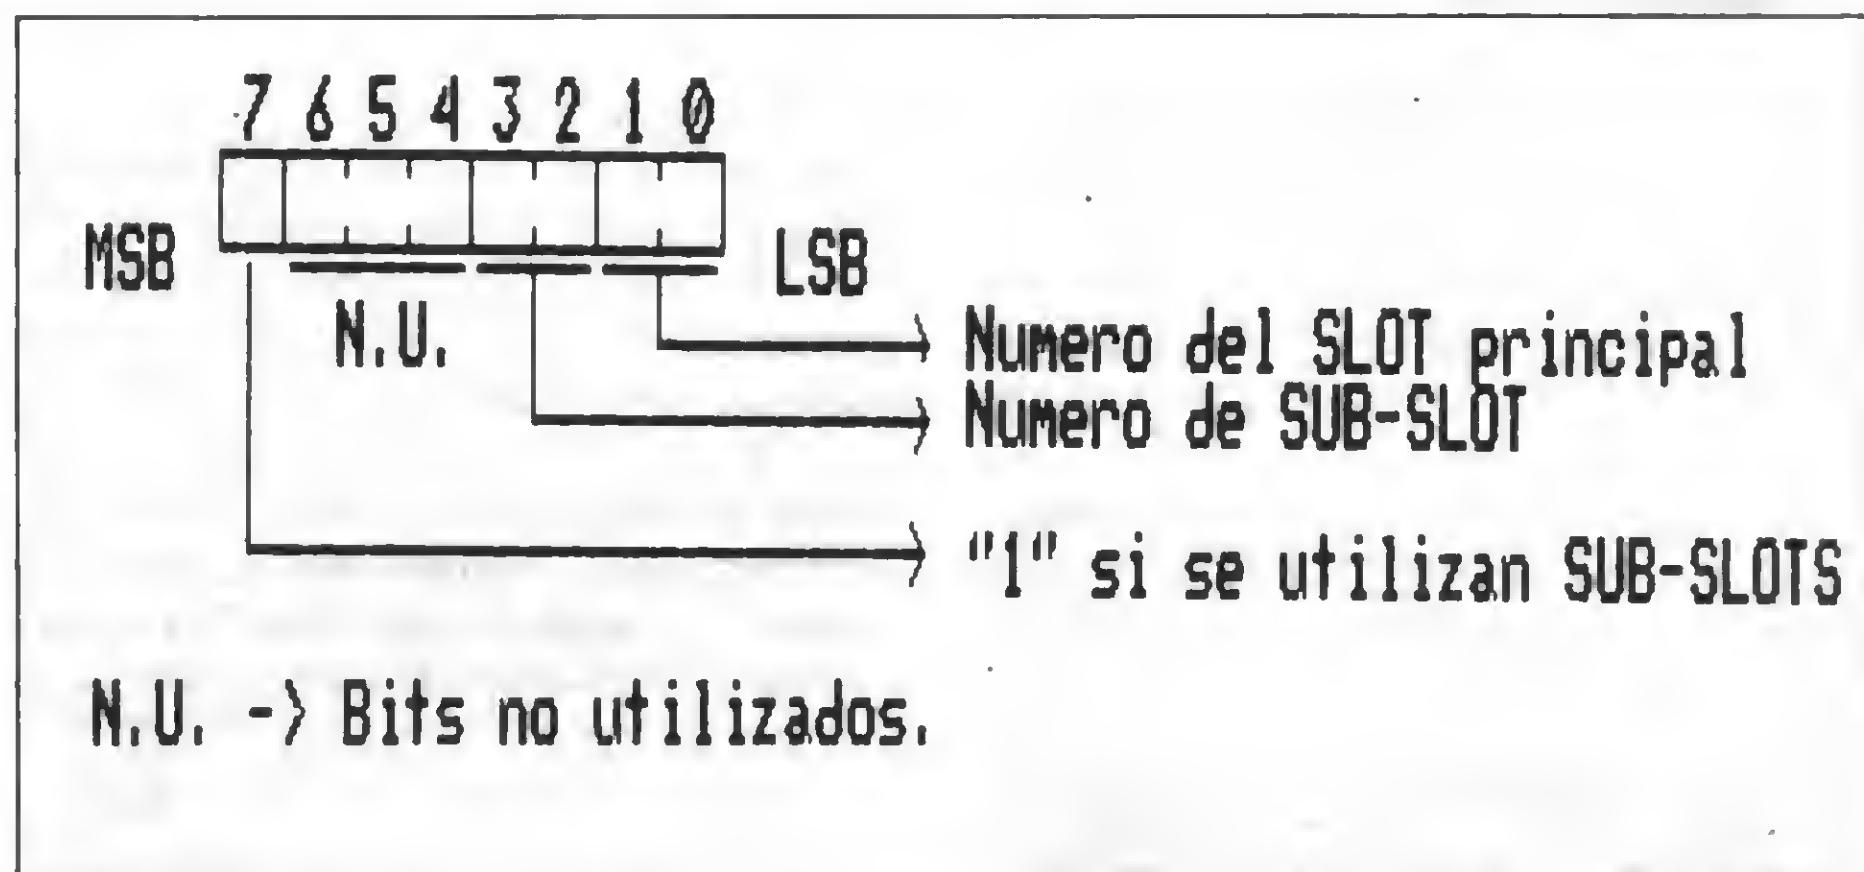 7 6 5 4 3 2 1 0
MSB
LSB
N.U.
Numero del SLOT principal
Numero de SUB-SLOT
"1" si se utilizan SUB-SLOTS
N.U. -> Bits no utilizados.